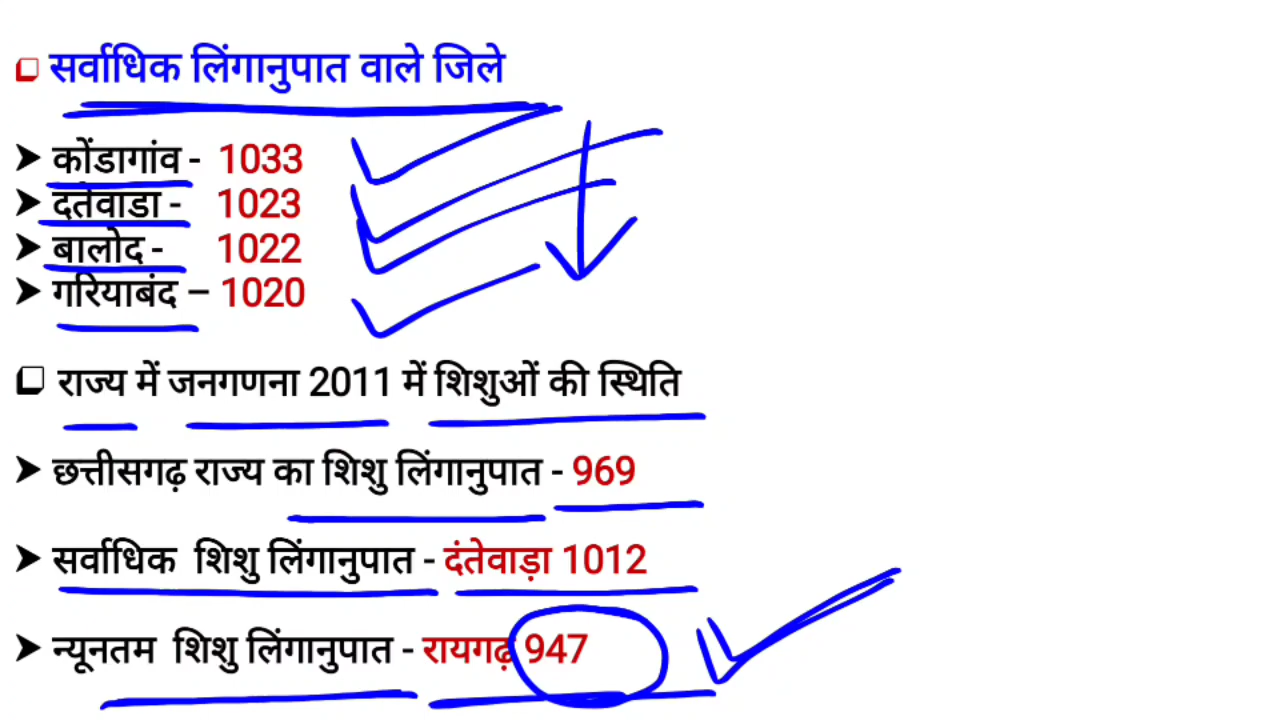 सर्वाधिक लिंगानुपात वाले जिले
कोंडागांव - 1033
दतेवाडा - 1023
बालोद - 1022
गरियाबंद – 1020
राज्य में जनगणना 2011 में शिशुओं की स्थिति
छत्तीसगढ़ राज्य का शिशु लिंगानुपात - 969
सर्वाधिक शिशु लिंगानुपात - दंतेवाड़ा 1012
न्यूनतम शिशु लिंगानुपात - रायगढ़ 947